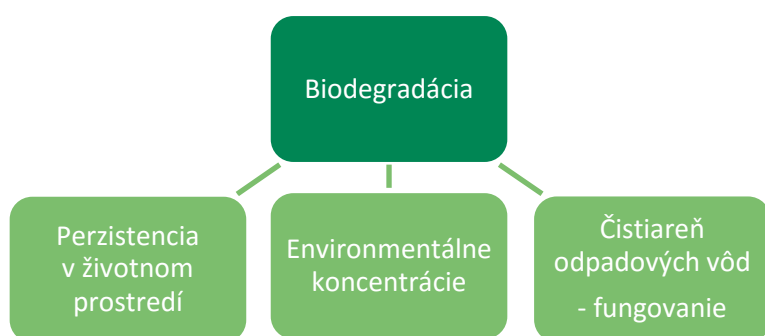 Biodegradácia
Perzistencia
v životnom
prostredí
Environmentálne
koncentrácie
Čistiareň
odpadových vôd
- fungovanie